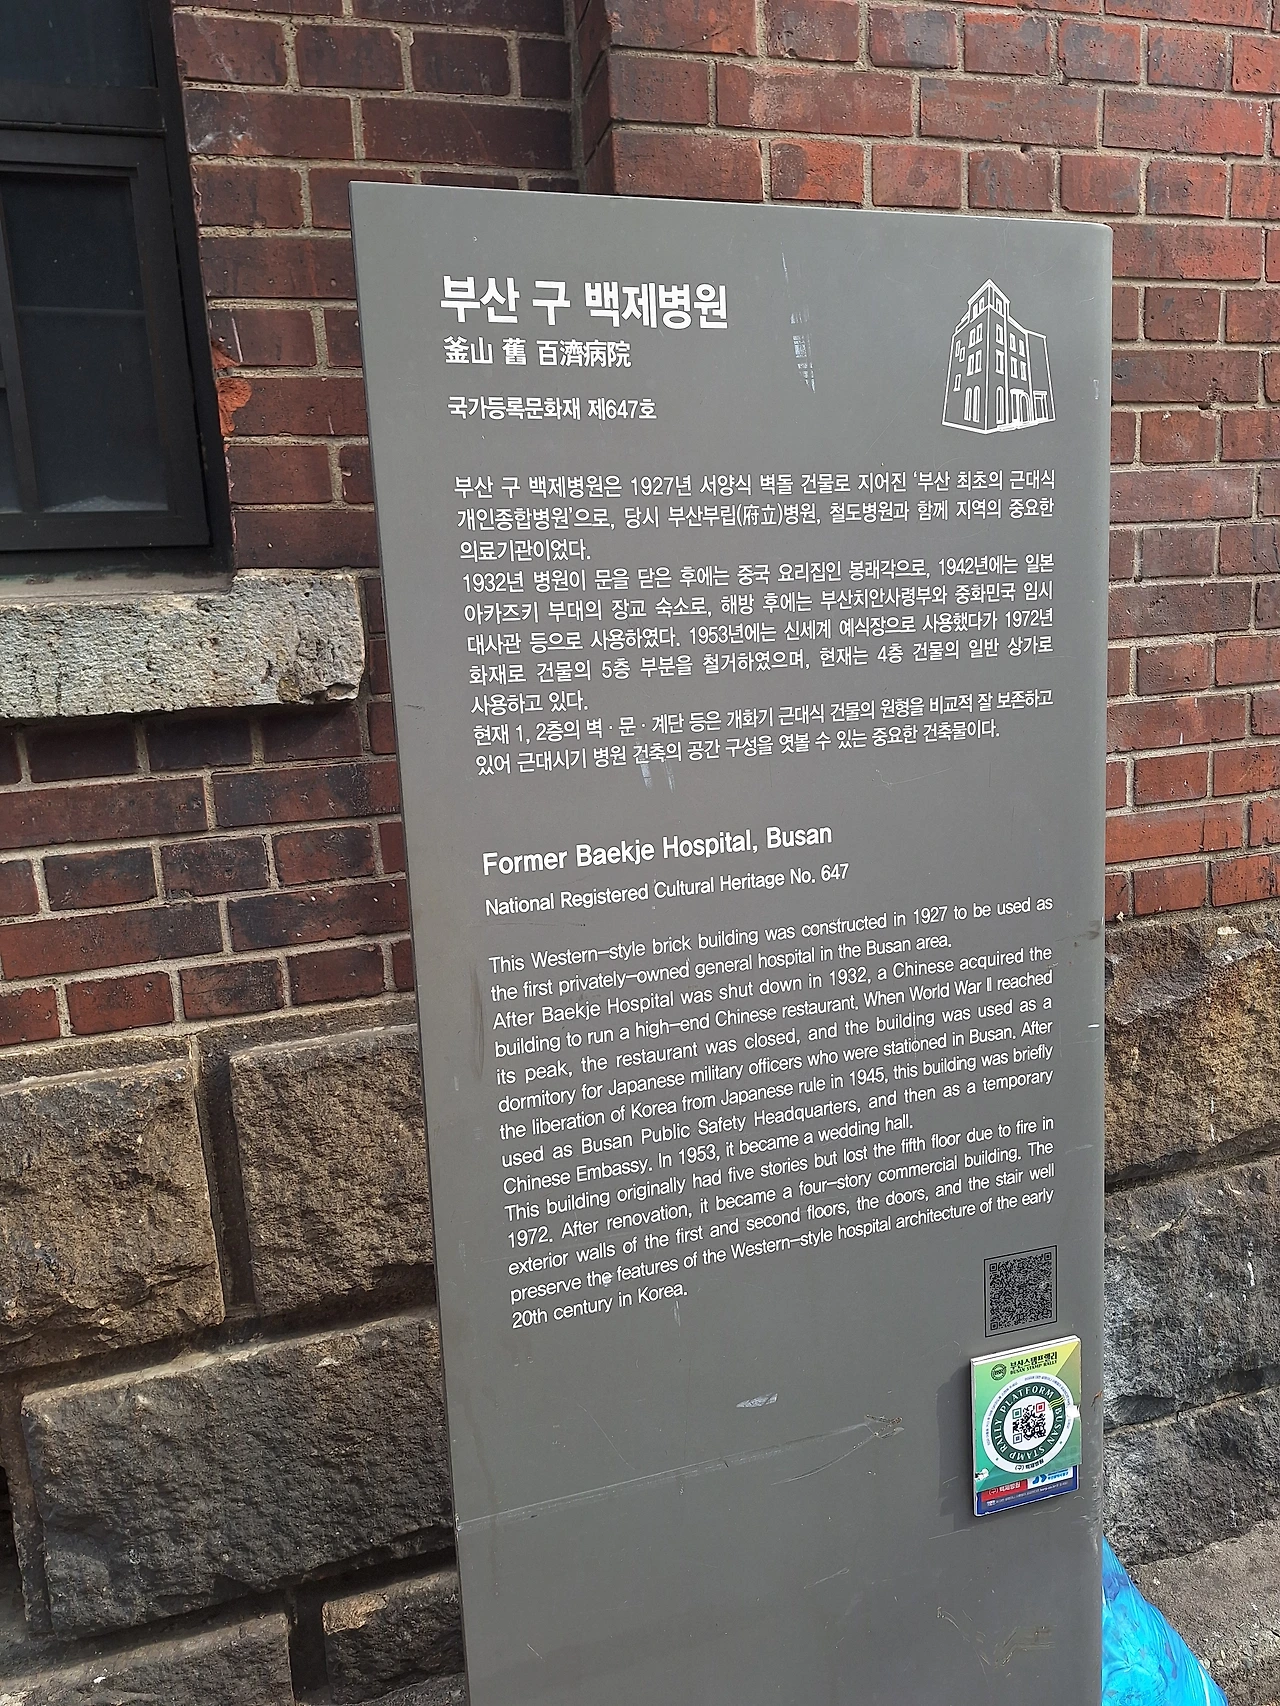 부산 구 백제병원
釜山 舊 百濟病院
국가등록문화재 제647호
부산 구 백제병원은 1927년 서양식 벽돌 건물로 지어진 ‘부산 최초의 근대식
개인종합병원’으로, 당시 부산부립(府立)병원, 철도병원과 함께 지역의 중요한
의료기관이었다.
1932년 병원이 문을 닫은 후에는 중국 요리집인 봉래각으로, 1942년에는 일본
아카즈키 부대의 장교 숙소로, 해방 후에는 부산치안사령부와 중화민국 임시
대사관 등으로 사용하였다. 1953년에는 신세계 예식장으로 사용했다가 1972년
화재로 건물의 5층 부분을 철거하였으며, 현재는 4층 건물의 일반 상가로
사용하고 있다.
현재 1, 2층의 벽 · 문 · 계단 등은 개화기 근대식 건물의 원형을 비교적 잘 보존하고
있어 근대시기 병원 건축의 공간 구성을 엿볼 수 있는 중요한 건축물이다.
Former Baekje Hospital, Busan
National Registered Cultural Heritage No. 647
This Western-style brick building was constructed in 1927 to be used as
the first privately-owned general hospital in the Busan area.
After Baekje Hospital was shut down in 1932, a Chinese acquired the
building to run a high-end Chinese restaurant. When World War Ⅱ reached
its peak, the restaurant was closed, and the building was used as a
dormitory for Japanese military officers who were stationed in Busan. After
the liberation of Korea from Japanese rule in 1945, this building was briefly
used as Busan Public Safety Headquarters, and then as a temporary
Chinese Embassy. In 1953, it became a wedding hall.
This building originally had five stories but lost the fifth floor due to fire in
1972. After renovation, it became a four-story commercial building. The
exterior walls of the first and second floors, the doors, and the stair well
preserve the features of the Western-style hospital architecture of the early
20th century in Korea.
부산스탬프랠리
BUSAN STAMP RALLY
RALLY PLATFORM BUSAN STAMP
(구) 백제병원
(구) 백제병원